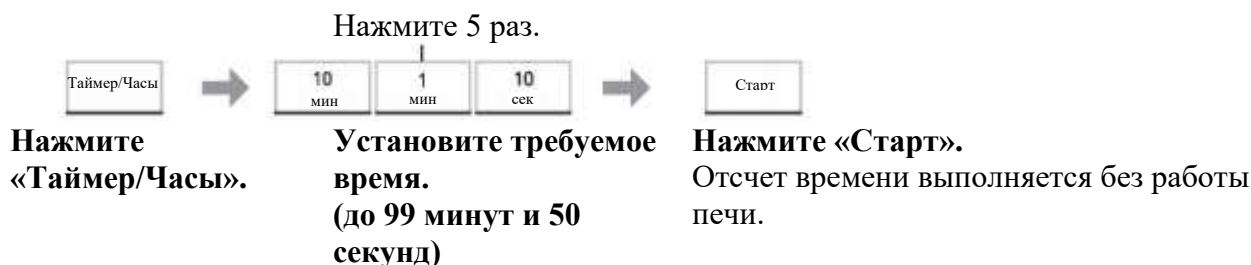 Нажмите 5 раз.
Таймер/Часы
10
мин
1
мин
10
сек
Старт
Нажмите
«Таймер/Часы».
Установите требуемое
время.
(до 99 минут и 50
секунд)
Нажмите «Старт».
Отсчет времени выполняется без работы
печи.